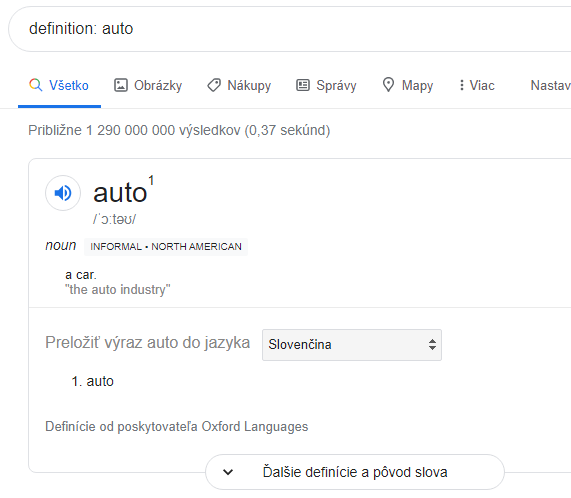 definition: auto
Všetko Obrázky Nákupy Správy Mapy Viac Nastav
Približne 1 290 000 000 výsledkov (0,37 sekúnd)
auto1
/ˈɔːtəʊ/
noun INFORMAL • NORTH AMERICAN
a car.
"the auto industry"
Preložiť výraz auto do jazyka Slovenčina
1. auto
Definície od poskytovateľa Oxford Languages
Ďalšie definície a pôvod slova